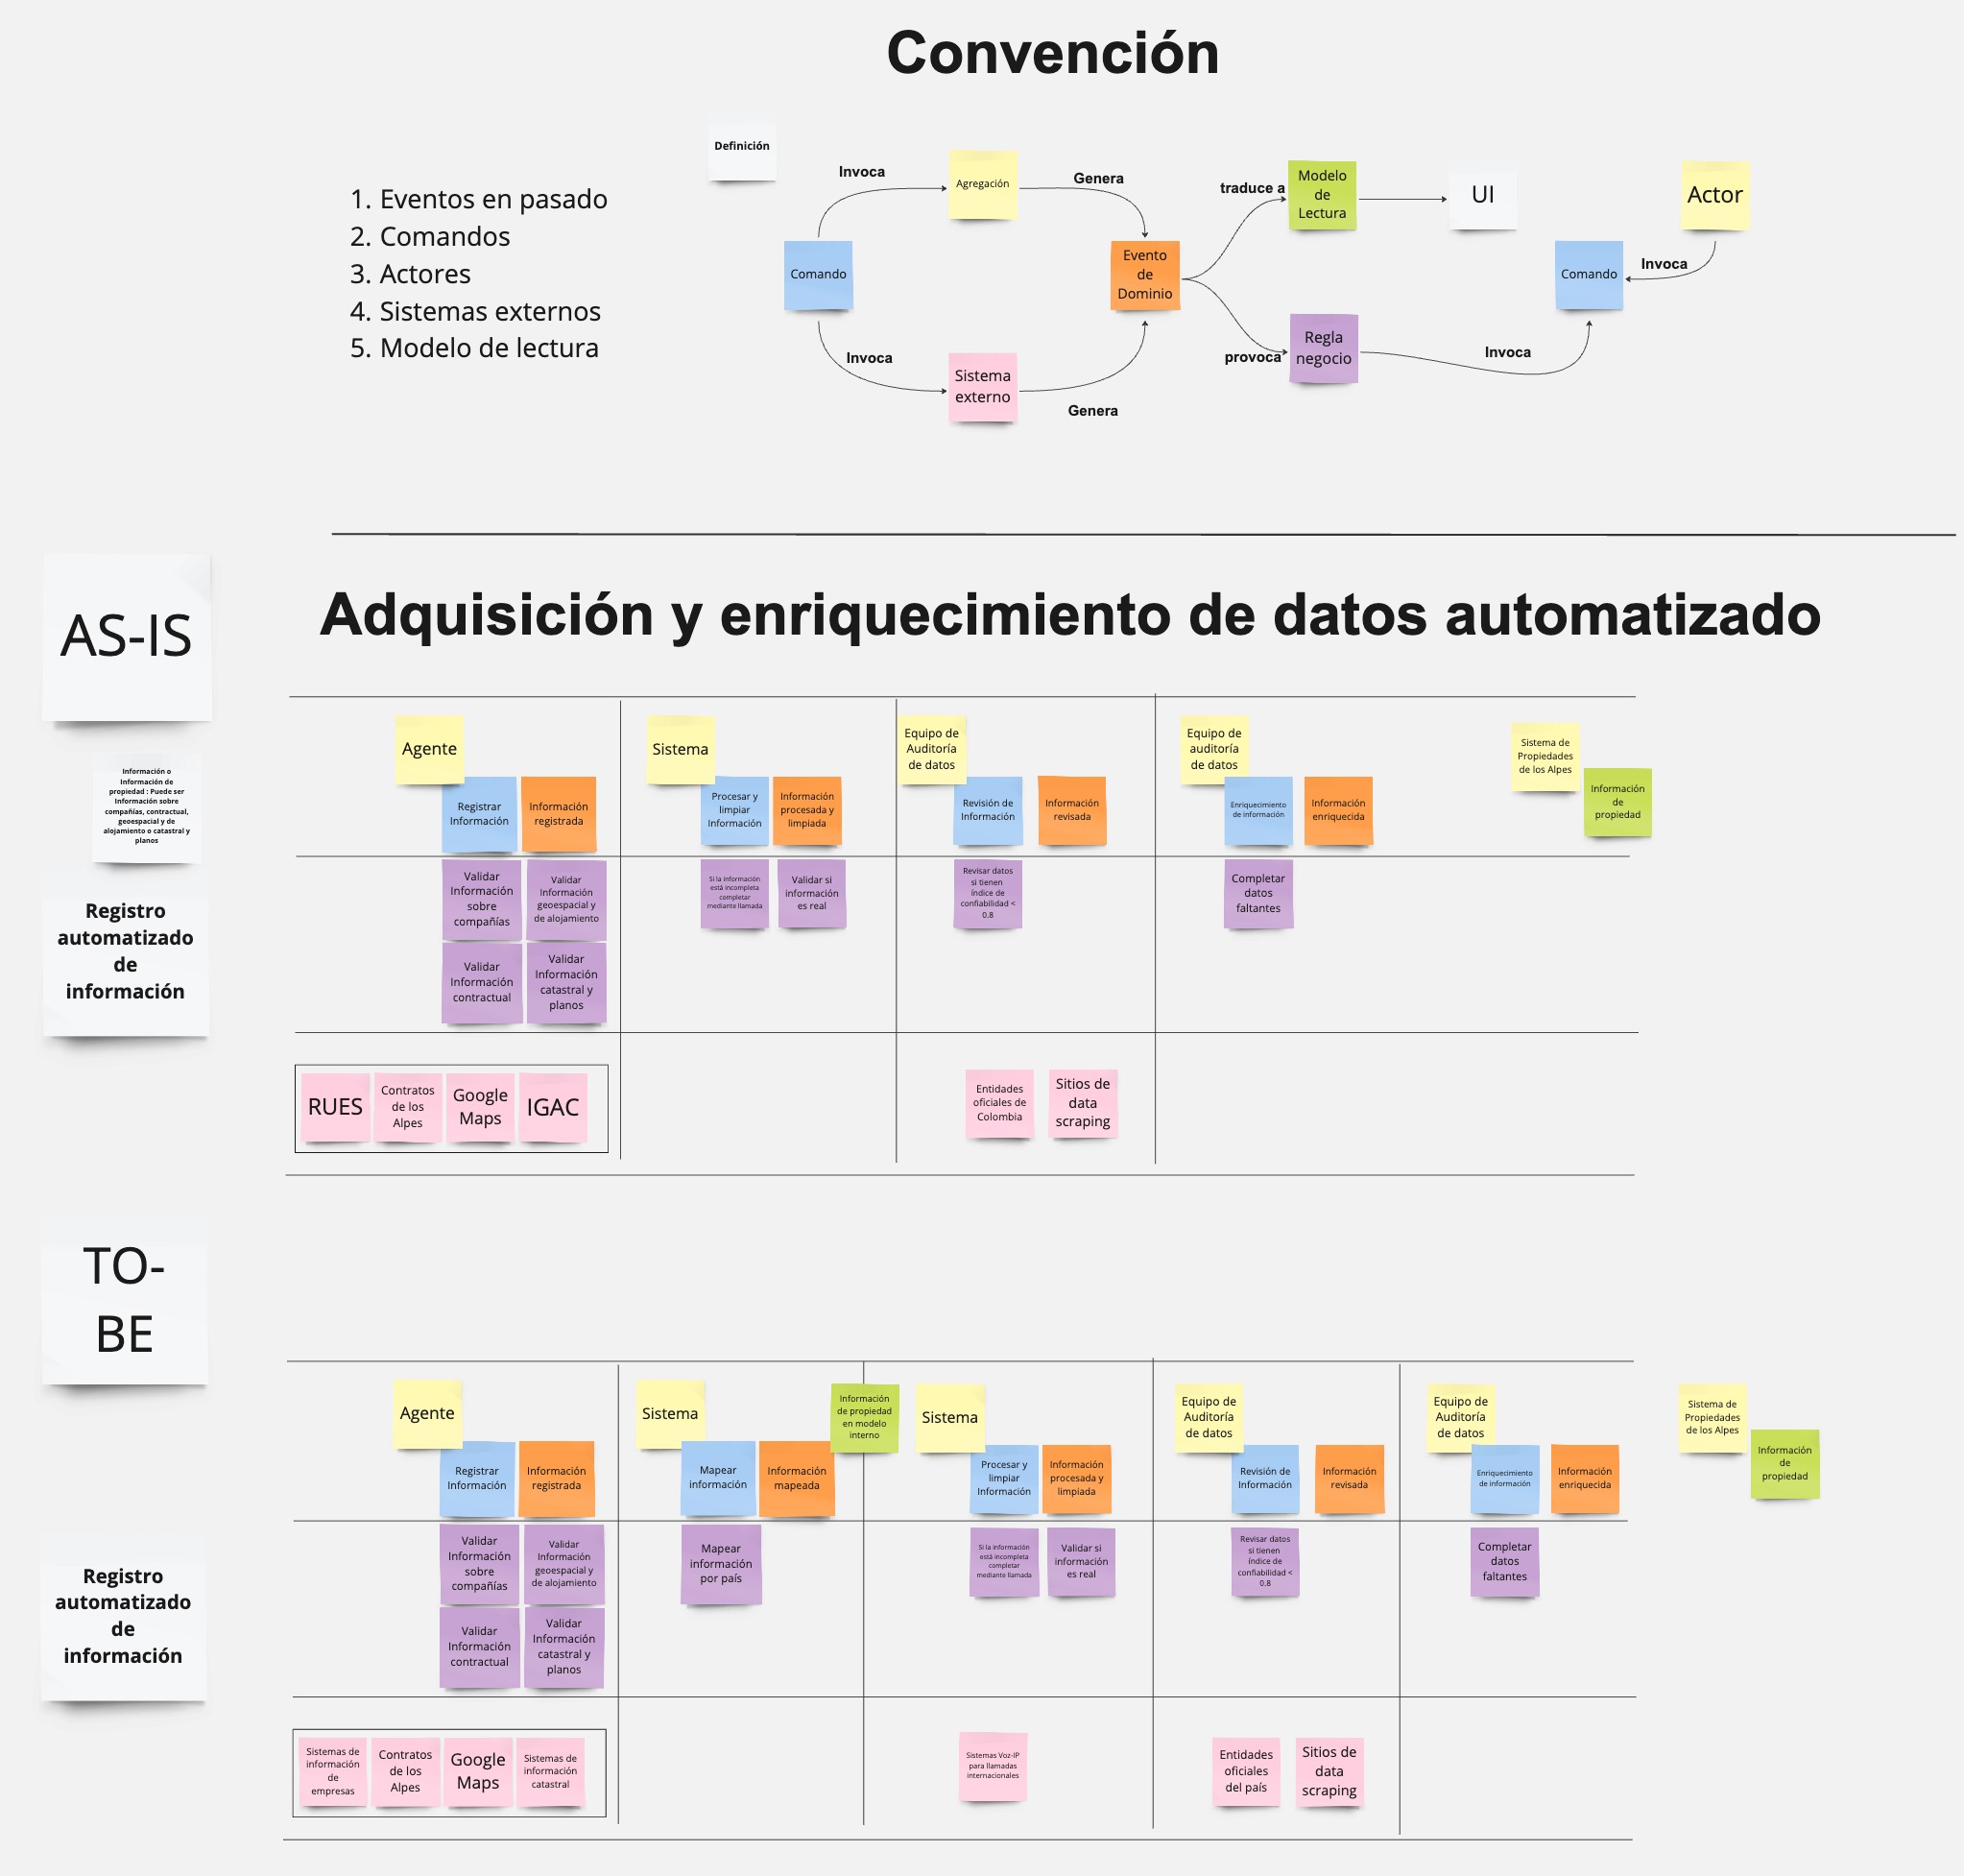 Convención
1. Eventos en pasado
2. Comandos
3. Actores
4. Sistemas externos
5. Modelo de lectura
Definición
Invoca
Agregación
Genera
Comando
Invoca
Sistema
externo
Genera
Evento
de
Dominio
traduce a
Modelo
de
Lectura
UI
provoca
Regla
negocio
Invoca
Comando
Invoca
Actor
AS-IS
Adquisición y enriquecimiento de datos automatizado
Información o
Información de
propiedad : Puede ser
Información sobre
compañías, contractual,
geoespacial y de
alojamiento o catastral y
planos
Registro
automatizado
de
información
Agente
Registrar
Información
Información
registrada
Sistema
Procesar y
limpiar
Información
Información
procesada y
limpiada
Equipo de
Auditoría
de datos
Revisión de
Información
Información
revisada
Equipo de
auditoría
de datos
Enriquecimiento
de información
Información
enriquecida
Sistema de
Propiedades
de los Alpes
Información
de
propiedad
Validar
Información
sobre
compañías
Validar
Información
geoespacial y
de alojamiento
Validar
Información
contractual
Validar
Información
catastral y
planos
Si la información
está incompleta
completar
mediante llamada
Validar si
información
es real
Revisar datos
si tienen
índice de
confiabilidad <
0.8
Completar
datos
faltantes
RUES
Contratos
de los
Alpes
Google
Maps
IGAC
Entidades
oficiales de
Colombia
Sitios de
data
scraping
TO-
BE
Registro
automatizado
de
información
Agente
Registrar
Información
Información
registrada
Sistema
Mapear
información
Información
mapeada
Información
de propiedad
en modelo
interno
Sistema
Procesar y
limpiar
Información
Información
procesada y
limpiada
Equipo de
Auditoría
de datos
Revisión de
Información
Información
revisada
Equipo de
Auditoría
de datos
Enriquecimiento
de información
Información
enriquecida
Sistema de
Propiedades
de los Alpes
Información
de
propiedad
Validar
Información
sobre
compañías
Validar
Información
geoespacial y
de alojamiento
Validar
Información
contractual
Validar
Información
catastral y
planos
Mapear
información
por país
Si la información
está incompleta
completar
mediante llamada
Validar si
información
es real
Revisar datos
si tienen
índice de
confiabilidad <
0.8
Completar
datos
faltantes
Sistemas de
información
de
empresas
Contratos
de los
Alpes
Google
Maps
Sistemas de
información
catastral
Sistemas Voz-IP
para llamadas
internacionales
Entidades
oficiales
del país
Sitios de
data
scraping